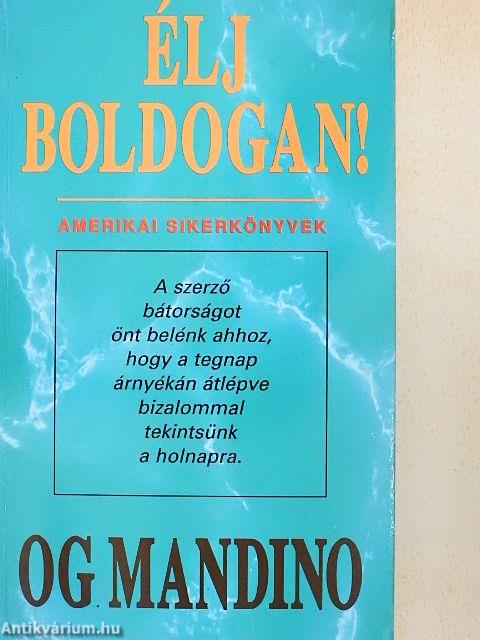 ÉLJ
BOLDOGAN!
AMERIKAI SIKERKÖNYVEK
A szerző
bátorságot
önt belénk ahhoz,
hogy a tegnap
árnyékán átlépve
bizalommal
tekintsünk
a holnapra.
OG MANDINO
Antikvárium.hu